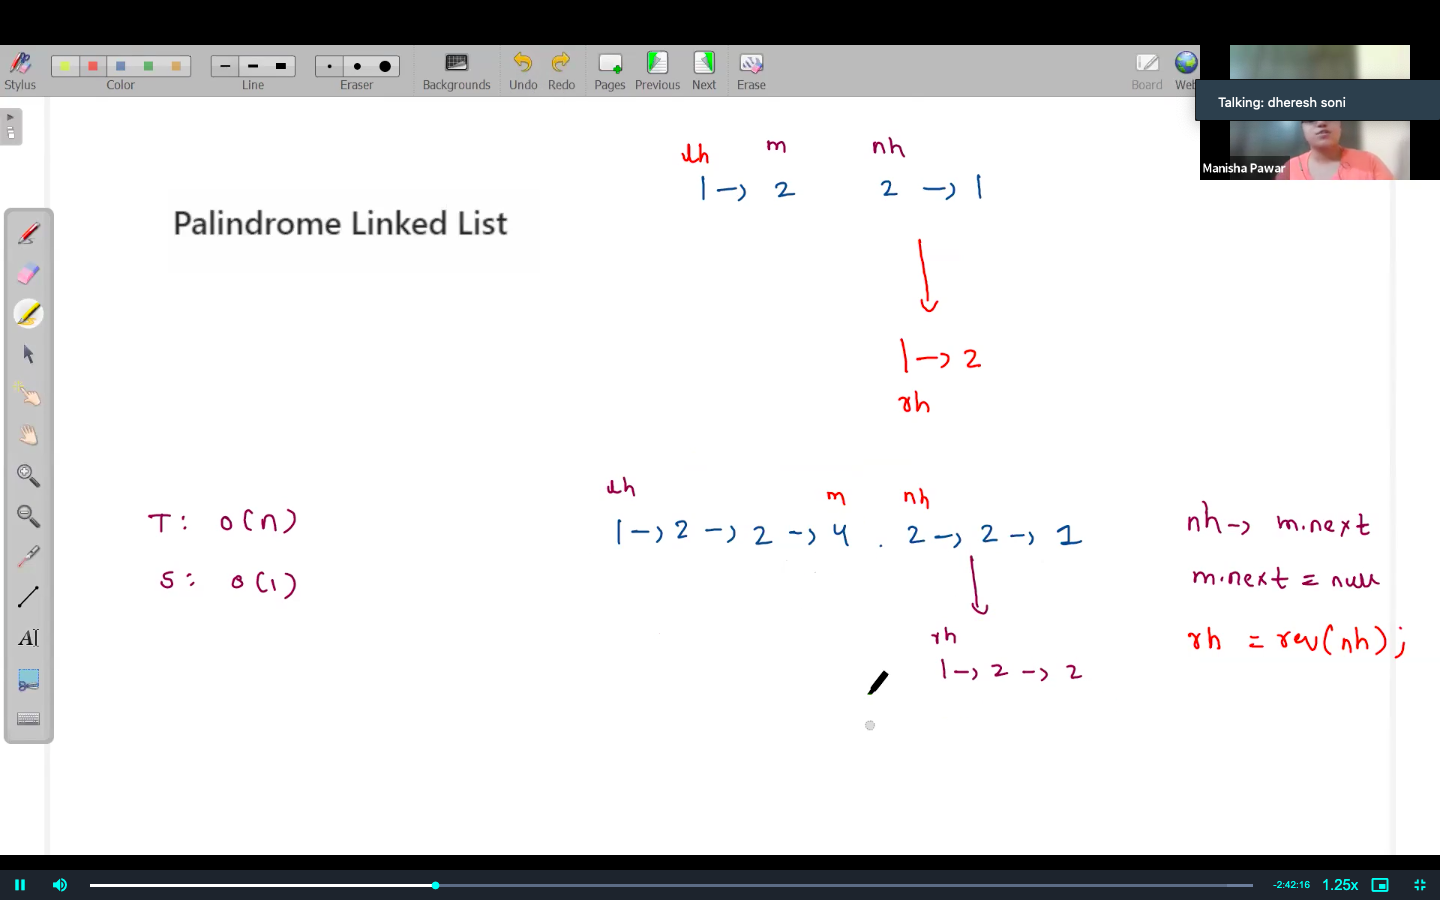 Stylus Color Line Eraser Backgrounds Undo Redo Pages Previous Next Erase Board Web
Talking: dheresh soni
Manisha Pawar
lh m nh
1 -> 2 2 -> 1
Palindrome Linked List
1 -> 2
rh
lh m nh
T: O(n)
1 -> 2 -> 2 -> 4 . 2 -> 2 -> 1
nh -> m.next
S: O(1)
m.next = null
rh
rh = rev(nh);
1 -> 2 -> 2
AI
-2:42:16 1.25x